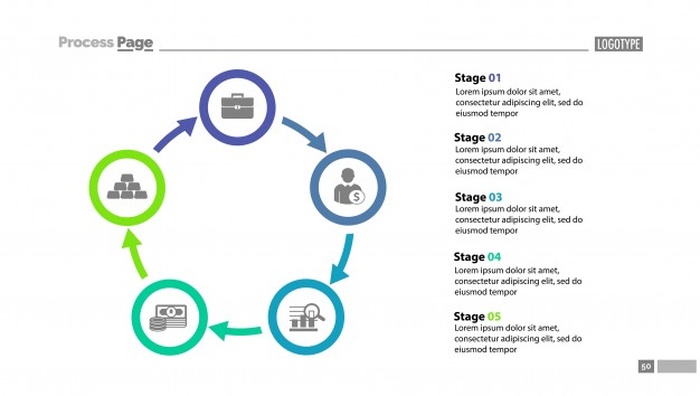 Process Page
LOGOTYPE
Stage 01
Lorem ipsum dolor sit amet,
consectetur adipiscing elit, sed do
eiusmod tempor
Stage 02
Lorem ipsum dolor sit amet,
consectetur adipiscing elit, sed do
eiusmod tempor
Stage 03
Lorem ipsum dolor sit amet,
consectetur adipiscing elit, sed do
eiusmod tempor
Stage 04
Lorem ipsum dolor sit amet,
consectetur adipiscing elit, sed do
eiusmod tempor
Stage 05
Lorem ipsum dolor sit amet,
consectetur adipiscing elit, sed do
eiusmod tempor
$
50